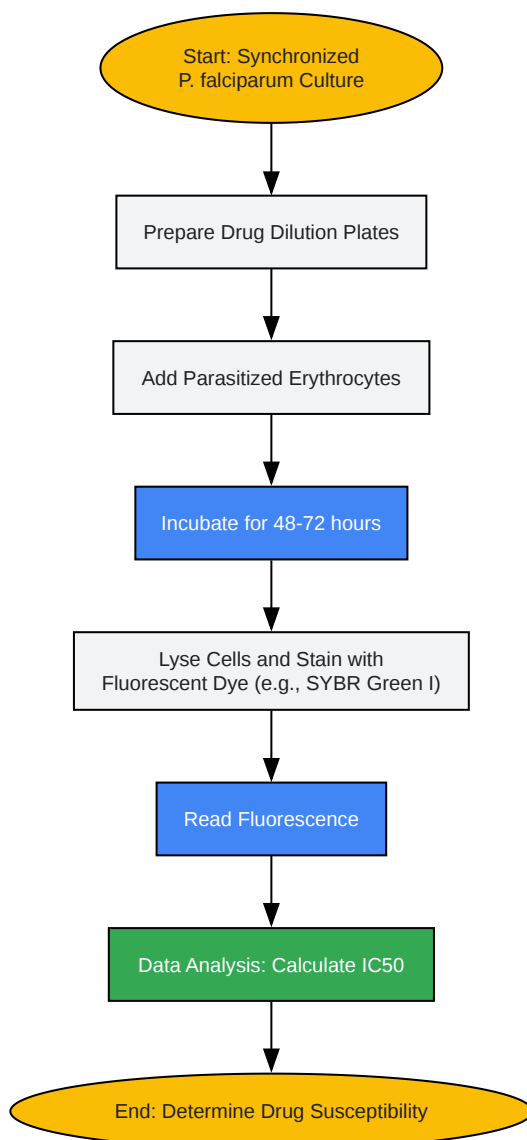 Start: Synchronized
P. falciparum Culture
Prepare Drug Dilution Plates
Add Parasitized Erythrocytes
Incubate for 48-72 hours
Lyse Cells and Stain with
Fluorescent Dye (e.g., SYBR Green I)
Read Fluorescence
Data Analysis: Calculate IC50
End: Determine Drug Susceptibility